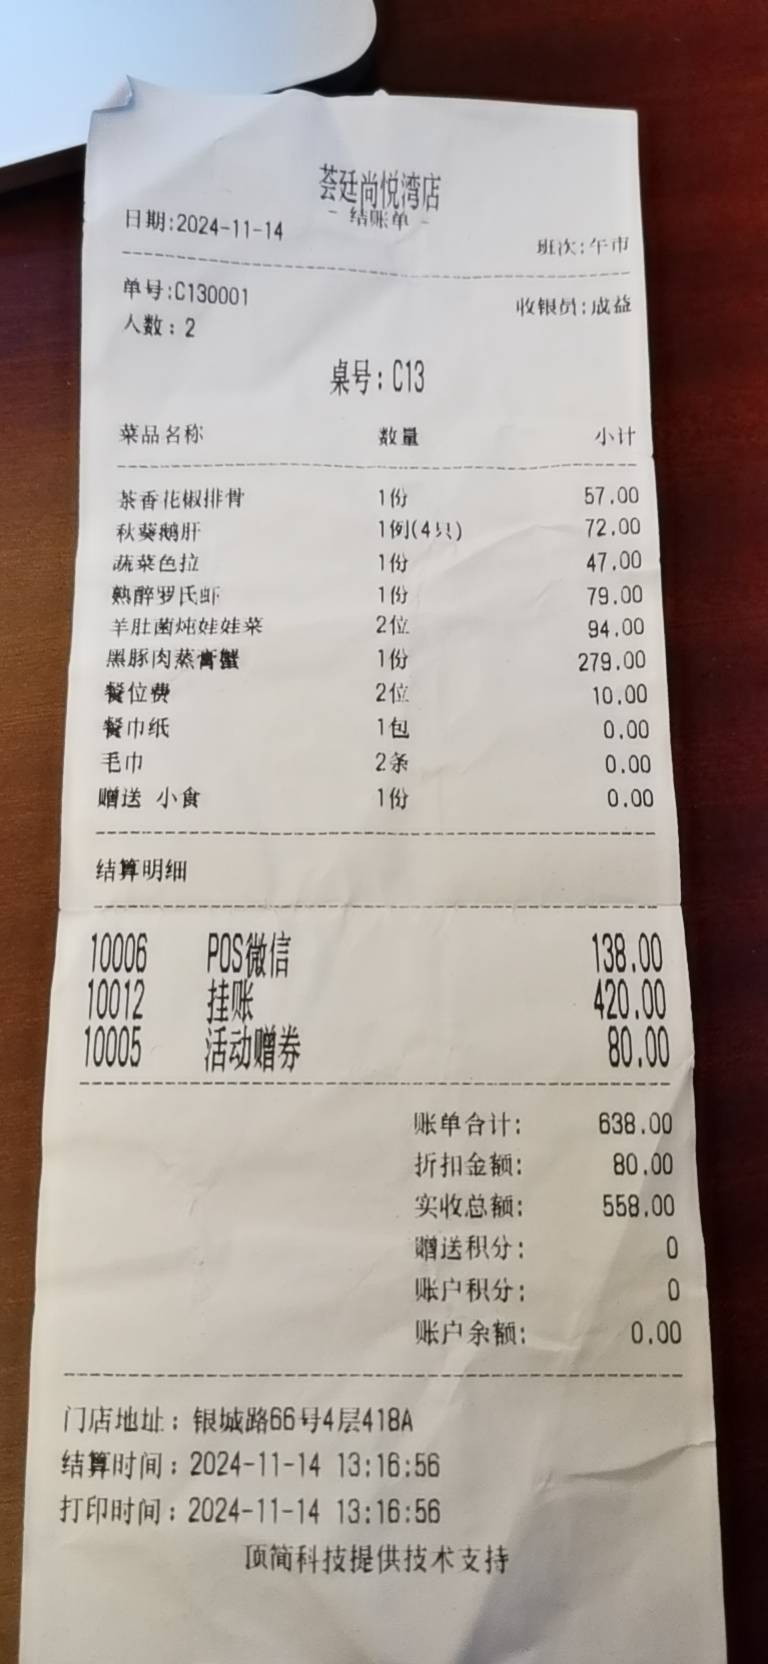 荟廷尚悦湾店
- 结账单 -
日期:2024-11-14 班次:午市
单号:C130001 收银员:成益
人数: 2
桌号: C13
菜品名称 数量 小计
茶香花椒排骨 1份 57.00
秋葵鹅肝 1例(4只) 72.00
蔬菜色拉 1份 47.00
熟醉罗氏虾 1份 79.00
羊肚菌炖娃娃菜 2位 94.00
黑豚肉蒸膏蟹 1份 279.00
餐位费 2位 10.00
餐巾纸 1包 0.00
毛巾 2条 0.00
赠送 小食 1份 0.00
结算明细
10006 POS微信 138.00
10012 挂账 420.00
10005 活动赠券 80.00
账单合计: 638.00
折扣金额: 80.00
实收总额: 558.00
赠送积分: 0
账户积分: 0
账户余额: 0.00
门店地址: 银城路66号4层418A
结算时间: 2024-11-14 13:16:56
打印时间: 2024-11-14 13:16:56
顶简科技提供技术支持